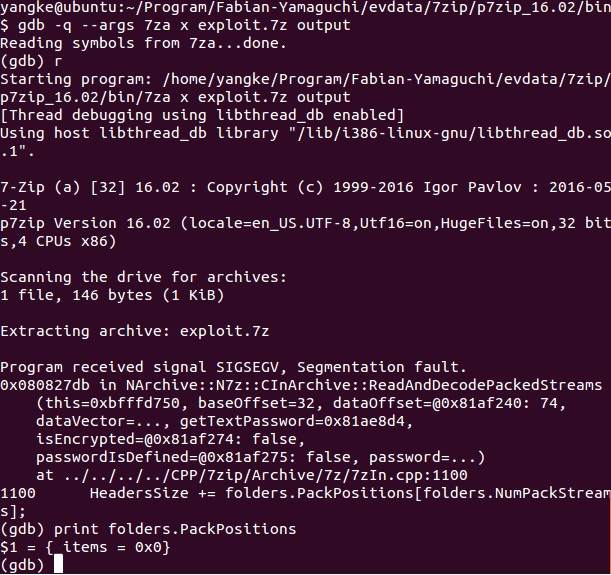 yangke@ubuntu:~/Program/Fabian-Yamaguchi/evdata/7zip/p7zip_16.02/bin
$ gdb -q --args 7za x exploit.7z output
Reading symbols from 7za...done.
(gdb) r
Starting program: /home/yangke/Program/Fabian-Yamaguchi/evdata/7zip/
p7zip_16.02/bin/7za x exploit.7z output
[Thread debugging using libthread_db enabled]
Using host libthread_db library "/lib/i386-linux-gnu/libthread_db.so
.1".
7-Zip (a) [32] 16.02 : Copyright (c) 1999-2016 Igor Pavlov : 2016-05
-21
p7zip Version 16.02 (locale=en_US.UTF-8,Utf16=on,HugeFiles=on,32 bit
s,4 CPUs x86)
Scanning the drive for archives:
1 file, 146 bytes (1 KiB)
Extracting archive: exploit.7z
Program received signal SIGSEGV, Segmentation fault.
0x080827db in NArchive::N7z::CInArchive::ReadAndDecodePackedStreams
(this=0xbfffd750, baseOffset=32, dataOffset=@0x81af240: 74,
dataVector=..., getTextPassword=0x81ae8d4,
isEncrypted=@0x81af274: false,
passwordIsDefined=@0x81af275: false, password=...)
at ../../../../CPP/7zip/Archive/7z/7zIn.cpp:1100
1100 HeadersSize += folders.PackPositions[folders.NumPackStream
s];
(gdb) print folders.PackPositions
$1 = {_items = 0x0}
(gdb)